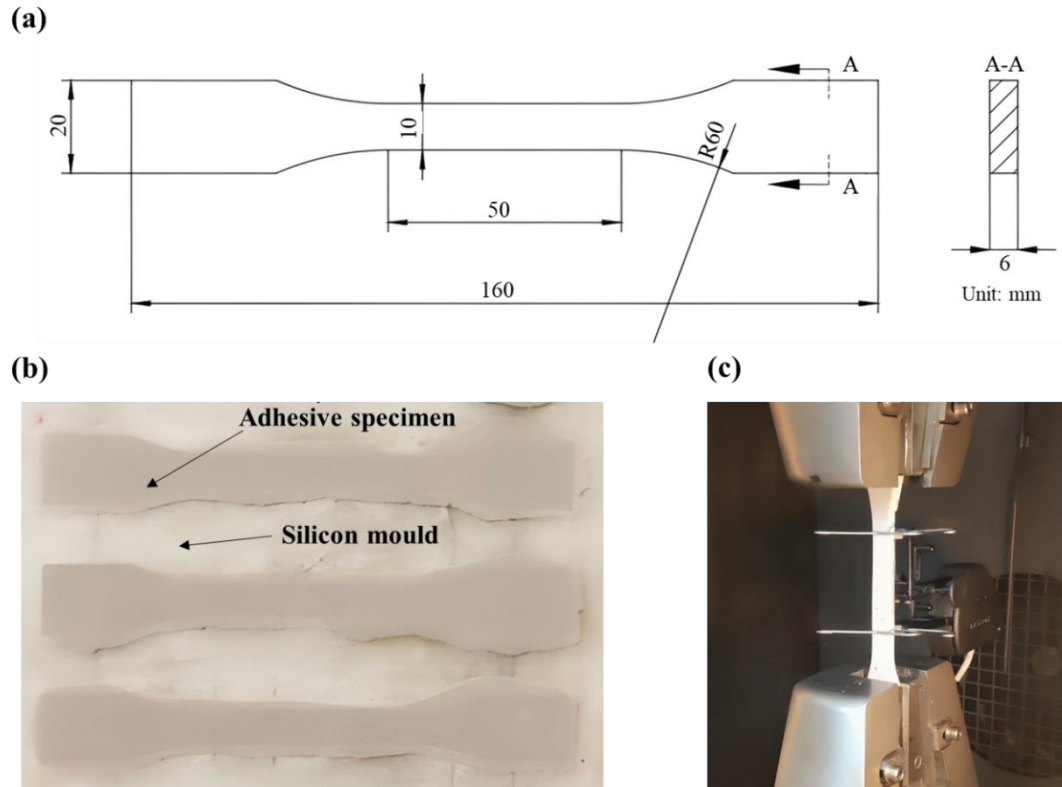 (a)
A
A-A
20
10
R60
A
50
6
160
Unit: mm
(b)
(c)
Adhesive specimen
Silicon mould